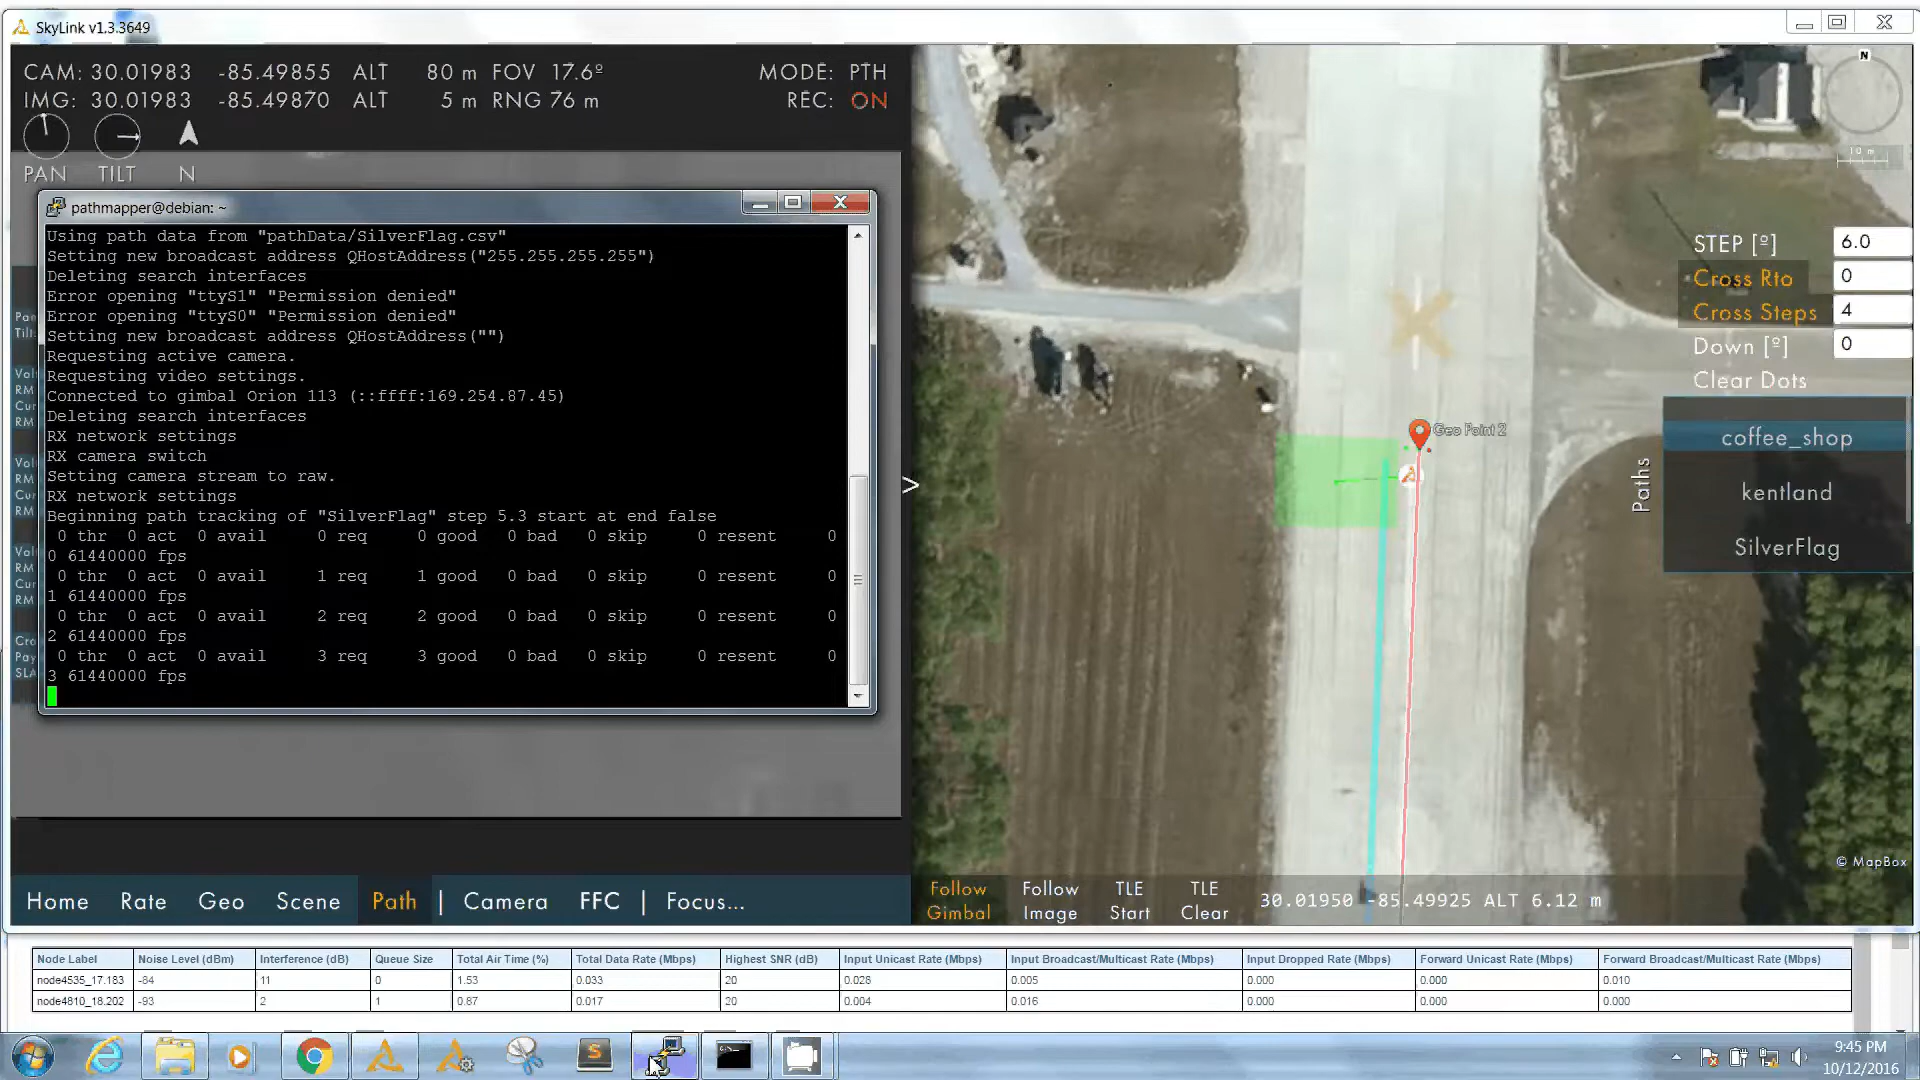 SkyLink v1.3.3649
CAM: 30.01983 -85.49855 ALT 80 m FOV 17.6º MODE: PTH
IMG: 30.01983 -85.49870 ALT 5 m RNG 76 m REC: ON
PAN TILT N
pathmapper@debian: ~
Using path data from "pathData/SilverFlag.csv"
Setting new broadcast address QHostAddress("255.255.255.255")
Deleting search interfaces
Error opening "ttyS1" "Permission denied"
Error opening "ttyS0" "Permission denied"
Setting new broadcast address QHostAddress("")
Requesting active camera.
Requesting video settings.
Connected to gimbal Orion 113 (::ffff:169.254.87.45)
Deleting search interfaces
RX network settings
RX camera switch
Setting camera stream to raw.
RX network settings
Beginning path tracking of "SilverFlag" step 5.3 start at end false
0 thr 0 act 0 avail 0 req 0 good 0 bad 0 skip 0 resent 0
0 61440000 fps
0 thr 0 act 0 avail 1 req 1 good 0 bad 0 skip 0 resent 0
1 61440000 fps
0 thr 0 act 0 avail 2 req 2 good 0 bad 0 skip 0 resent 0
2 61440000 fps
0 thr 0 act 0 avail 3 req 3 good 0 bad 0 skip 0 resent 0
3 61440000 fps
>
N
10 m
STEP [º] 6.0
Cross Rto 0
Cross Steps 4
Down [º] 0
Clear Dots
Paths
coffee_shop
kentland
SilverFlag
Geo Point 2
© MapBox
Home Rate Geo Scene Path | Camera FFC | Focus...
Follow Gimbal
Follow Image
TLE Start
TLE Clear
30.01950 -85.49925 ALT 6.12 m
Node Label Noise Level (dBm) Interference (dB) Queue Size Total Air Time (%) Total Data Rate (Mbps) Highest SNR (dB) Input Unicast Rate (Mbps) Input Broadcast/Multicast Rate (Mbps) Input Dropped Rate (Mbps) Forward Unicast Rate (Mbps) Forward Broadcast/Multicast Rate (Mbps)
node4535_17.183 -84 11 0 1.53 0.033 20 0.028 0.005 0.000 0.000 0.010
node4810_18.202 -93 2 1 0.87 0.017 20 0.004 0.016 0.000 0.000 0.000
9:45 PM
10/12/2016